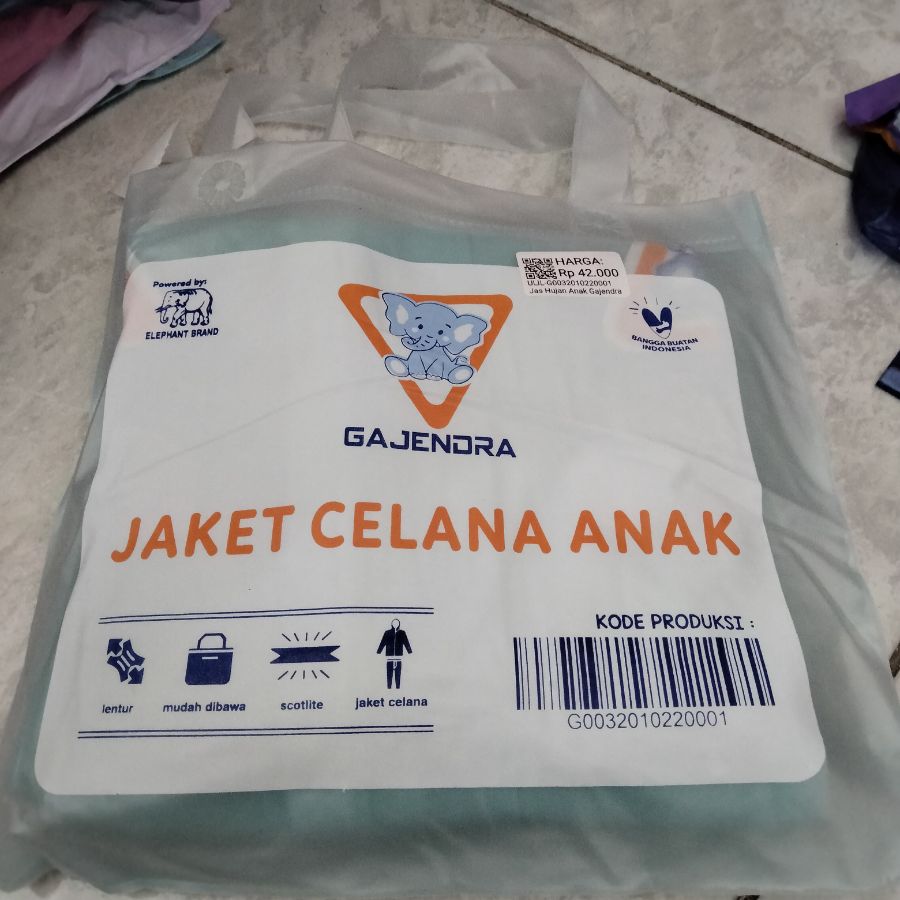 Powered by:
ELEPHANT BRAND
HARGA:
Rp 42.000
UIJL-G0032010220001
Jas Hujan Anak Gajendra
BANGGA BUATAN
INDONESIA
GAJENDRA
JAKET CELANA ANAK
lentur
mudah dibawa
scotlite
jaket celana
KODE PRODUKSI :
G0032010220001